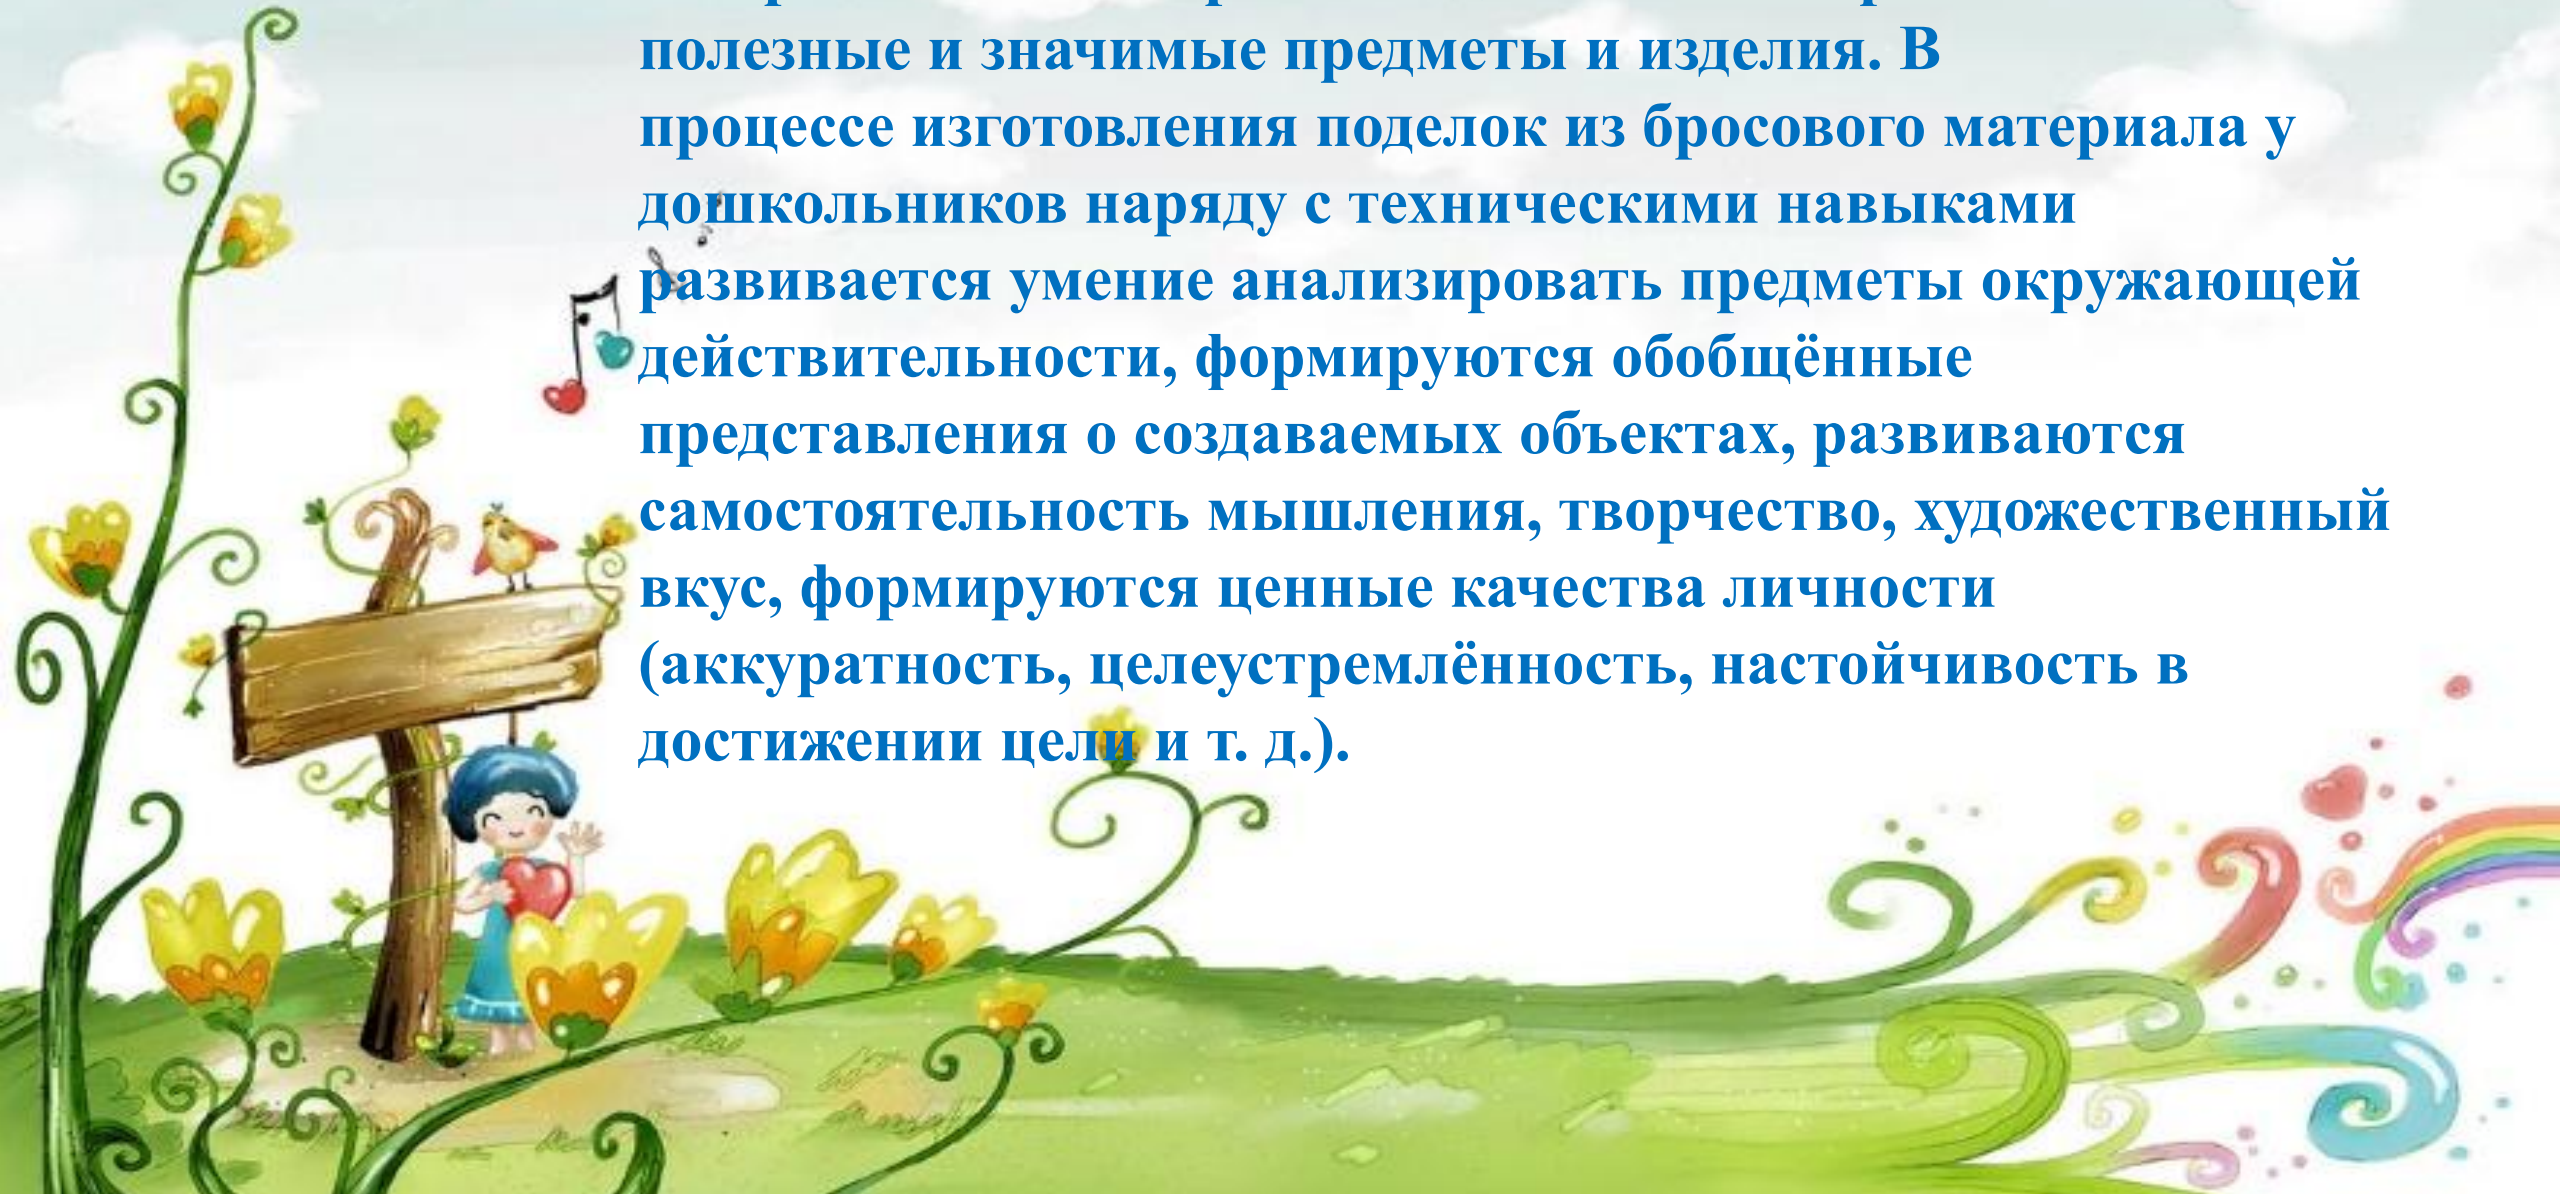 полезные и значимые предметы и изделия. В
процессе изготовления поделок из бросового материала у
дошкольников наряду с техническими навыками
развивается умение анализировать предметы окружающей
действительности, формируются обобщённые
представления о создаваемых объектах, развиваются
самостоятельность мышления, творчество, художественный
вкус, формируются ценные качества личности
(аккуратность, целеустремлённость, настойчивость в
достижении цели и т. д.).